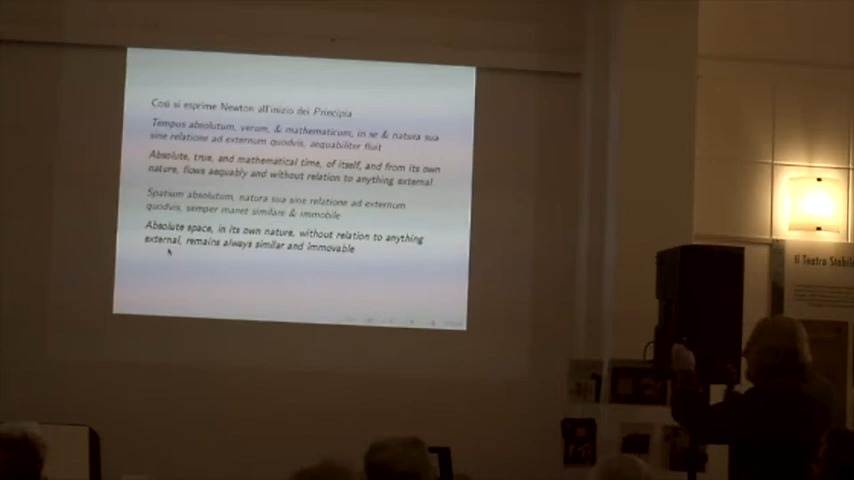 Così si esprime Newton all'inizio dei Principia
Tempus absolutum, verum, & mathematicum, in se & natura sua
sine relatione ad externum quodvis, aequabiliter fluit
Absolute, true, and mathematical time, of itself, and from its own
nature, flows aequably and without relation to anything external
Spatium absolutum, natura sua sine relatione ad externum
quodvis, semper manet similare & immobile
Absolute space, in its own nature, without relation to anything
external, remains always similar and immovable
Il Teatro Stabile